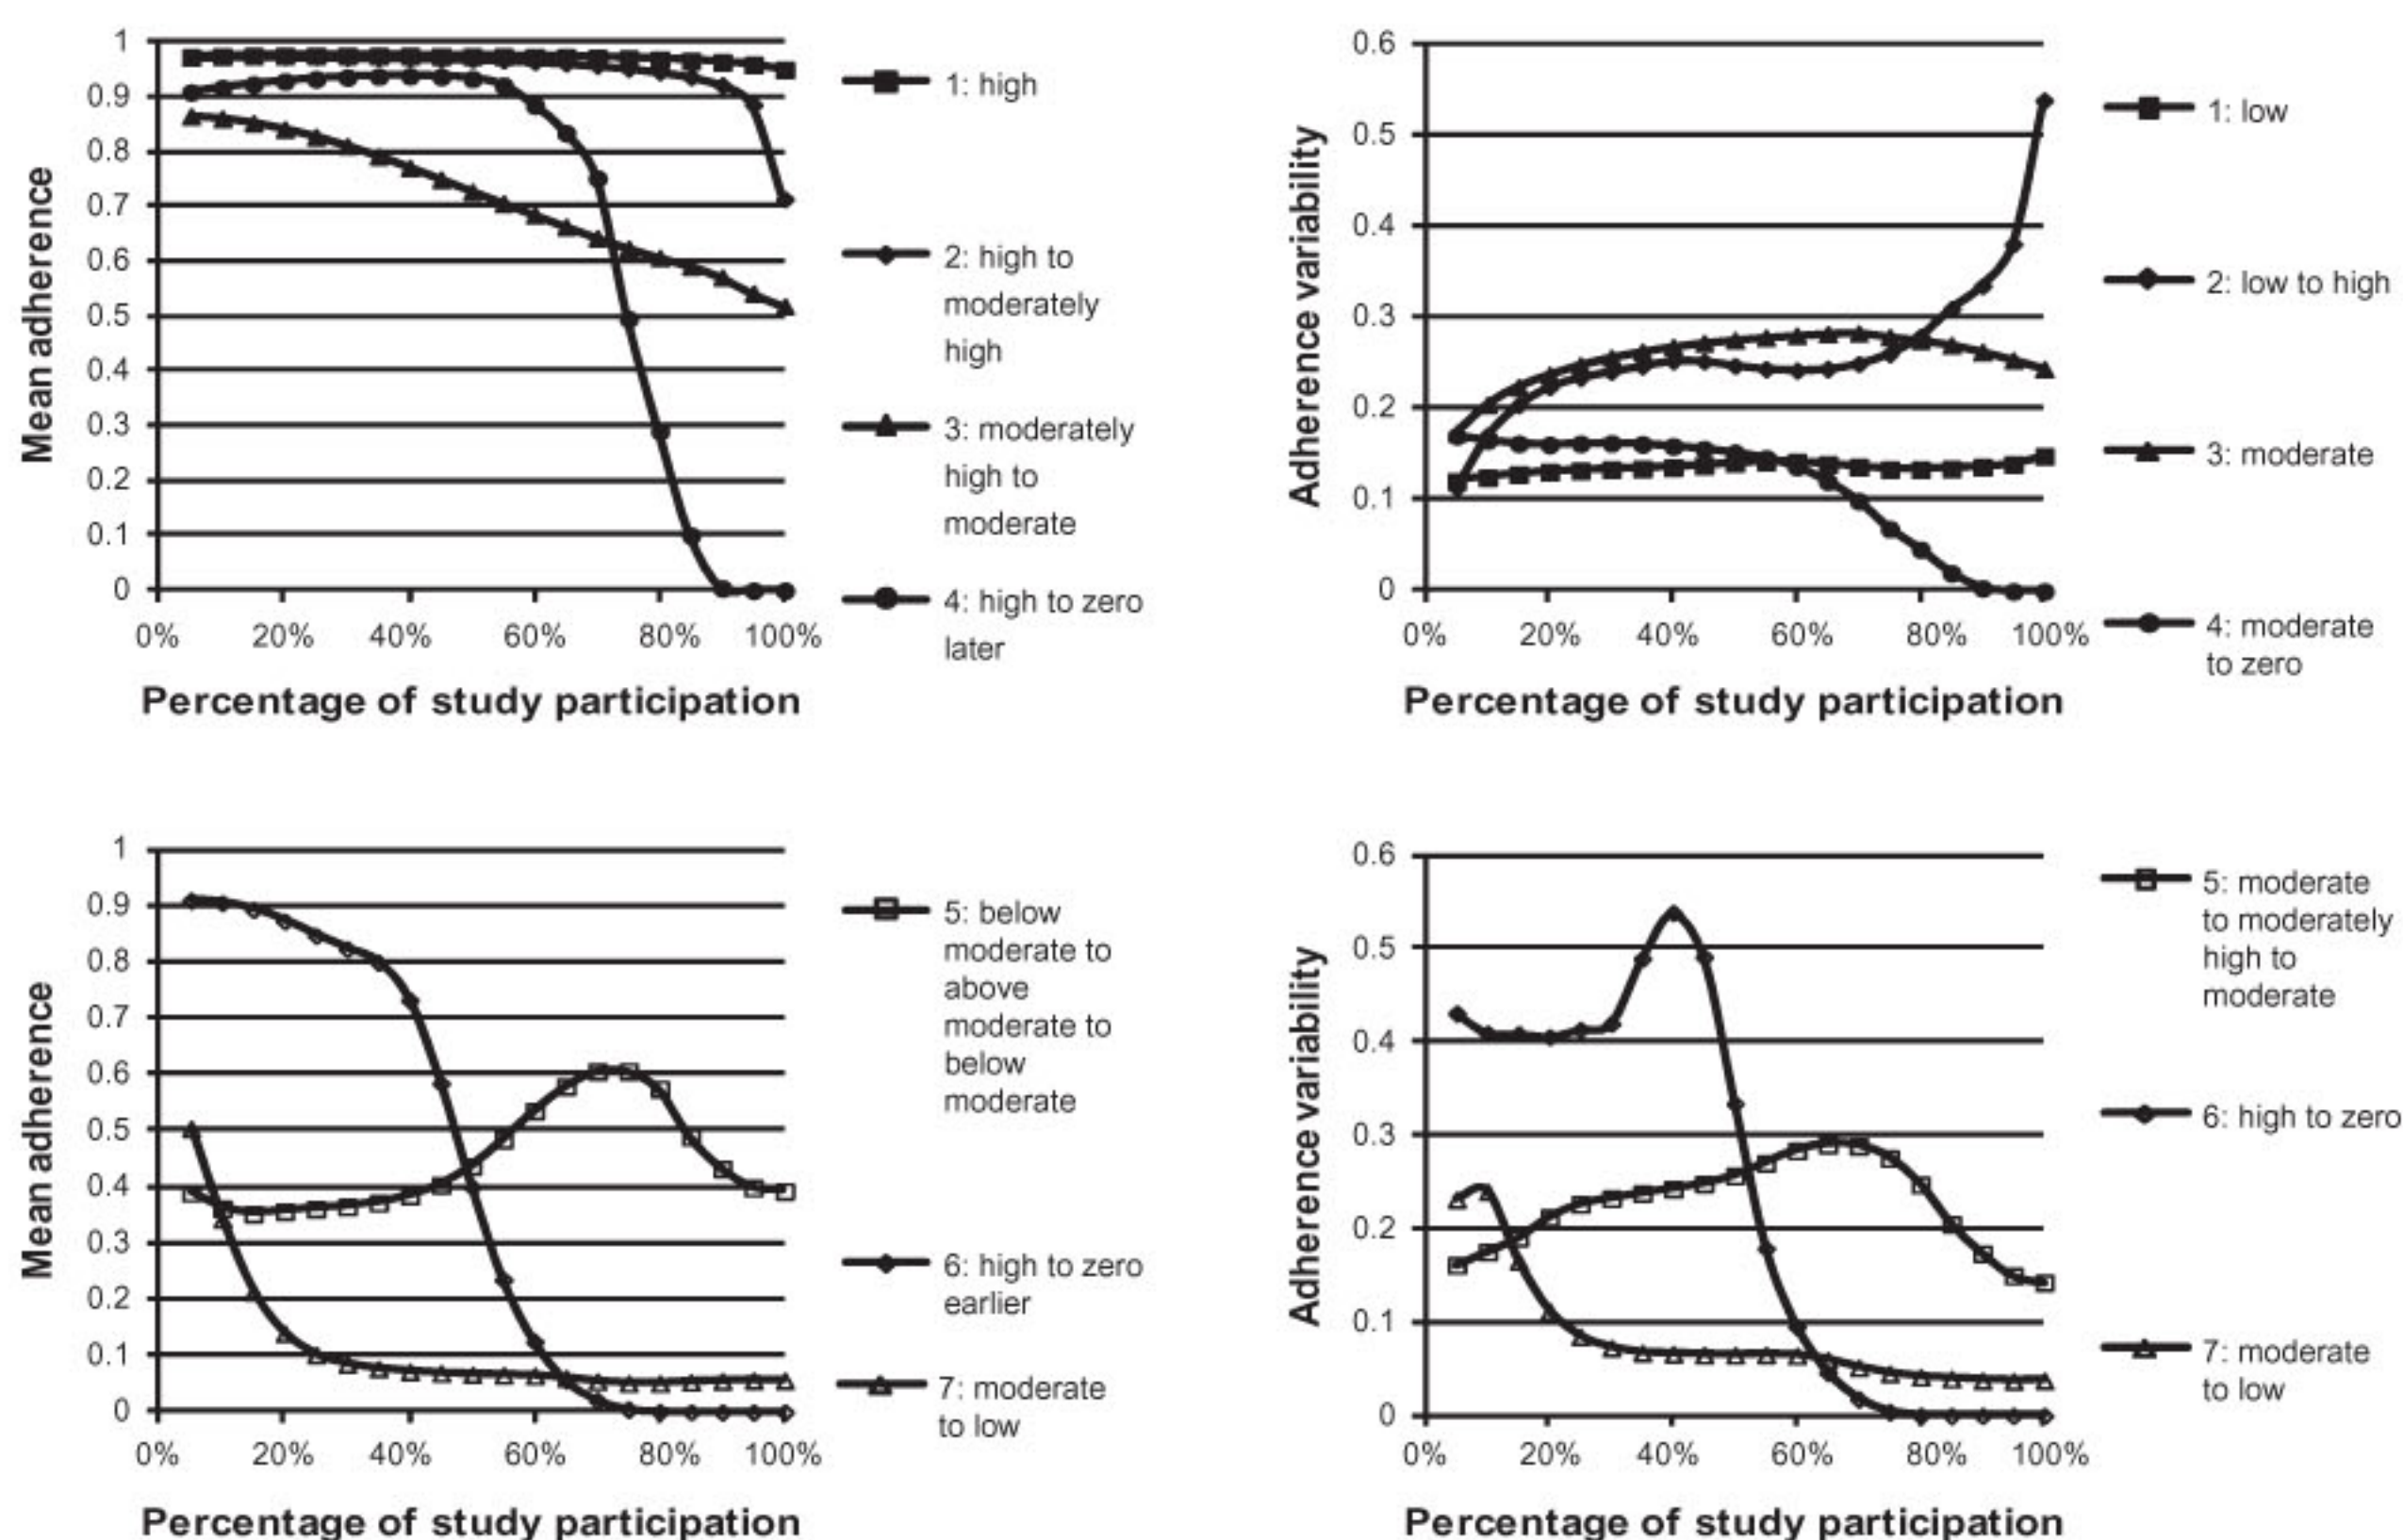 Mean adherence
1
0.9
0.8
0.7
0.6
0.5
0.4
0.3
0.2
0.1
0
0%
20%
40%
60%
80%
100%
Percentage of study participation
1: high
2: high to
moderately
high
3: moderately
high to
moderate
4: high to zero
later
Adherence variability
0.6
0.5
0.4
0.3
0.2
0.1
0
0%
20%
40%
60%
80%
100%
Percentage of study participation
1: low
2: low to high
3: moderate
4: moderate
to zero
Mean adherence
1
0.9
0.8
0.7
0.6
0.5
0.4
0.3
0.2
0.1
0
0%
20%
40%
60%
80%
100%
Percentage of study participation
5: below
moderate to
above
moderate to
below
moderate
6: high to zero
earlier
7: moderate
to low
Adherence variability
0.6
0.5
0.4
0.3
0.2
0.1
0
0%
20%
40%
60%
80%
100%
Percentage of study participation
5: moderate
to moderately
high to
moderate
6: high to zero
7: moderate
to low